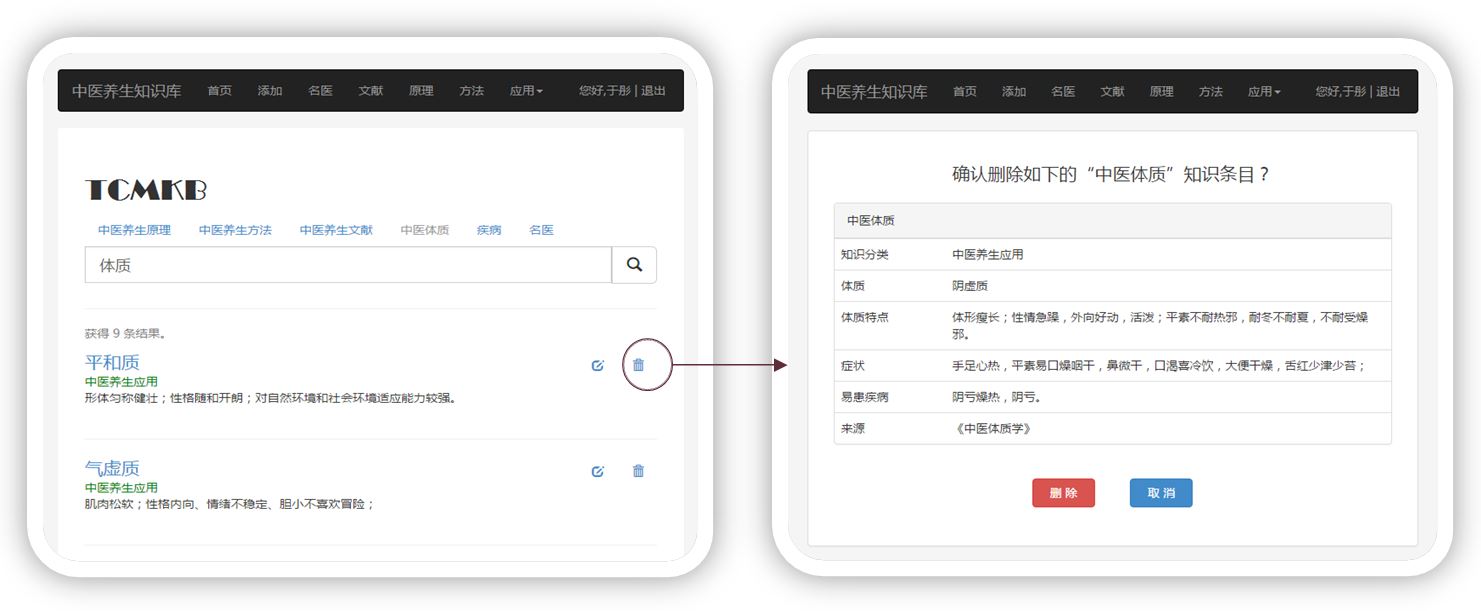 中医养生知识库 首页 添加 名医 文献 原理 方法 应用 您好,于彤 | 退出
TCMKB
中医养生原理 中医养生方法 中医养生文献 中医体质 疾病 名医
体质
获得 9 条结果。
平和质
中医养生应用
形体匀称健壮；性格随和开朗；对自然环境和社会环境适应能力较强。
气虚质
中医养生应用
肌肉松软；性格内向、情绪不稳定、胆小不喜欢冒险；
中医养生知识库 首页 添加 名医 文献 原理 方法 应用 您好,于彤 | 退出
确认删除如下的“中医体质”知识条目？
中医体质
知识分类 中医养生应用
体质 阴虚质
体质特点 体形瘦长；性情急躁，外向好动，活泼；平素不耐热邪，耐冬不耐夏，不耐受燥
邪。
症状 手足心热，平素易口燥咽干，鼻微干，口渴喜冷饮，大便干燥，舌红少津少苔；
易患疾病 阴亏燥热，阴亏。
来源 《中医体质学》
删 除 取 消